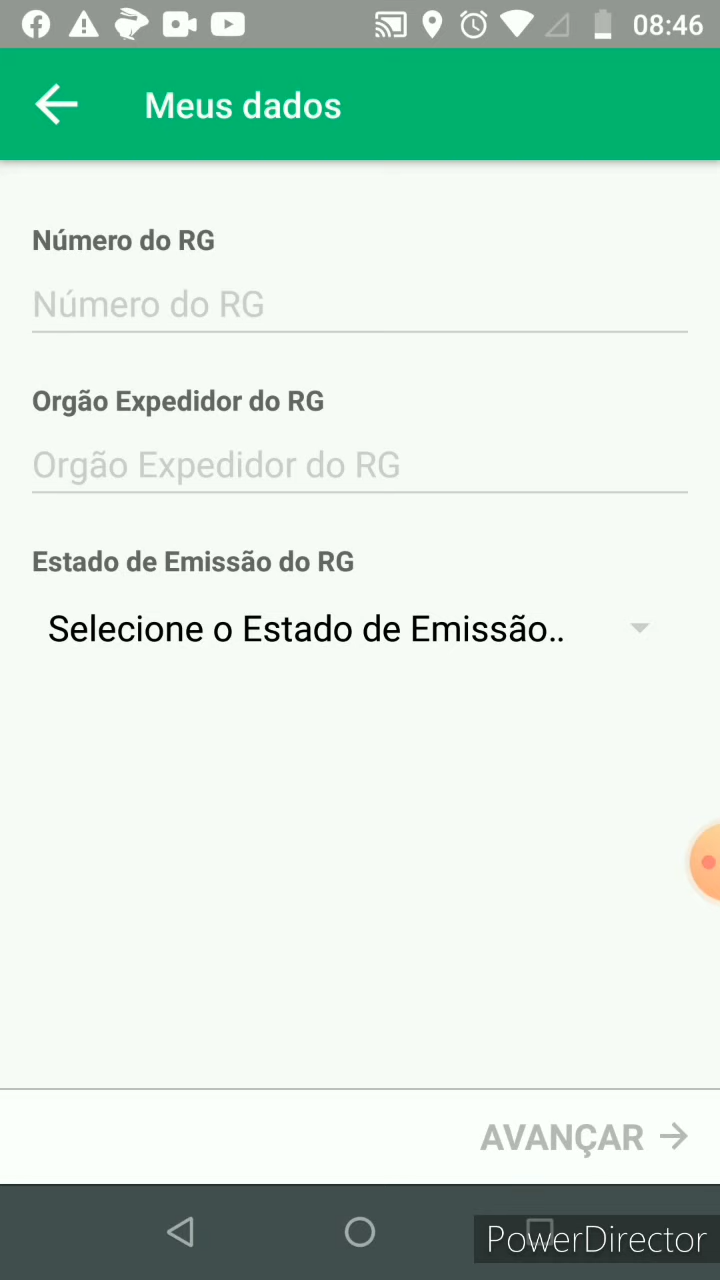 08:46
Meus dados
Número do RG
Número do RG
Orgão Expedidor do RG
Orgão Expedidor do RG
Estado de Emissão do RG
Selecione o Estado de Emissão..
AVANÇAR
PowerDirector